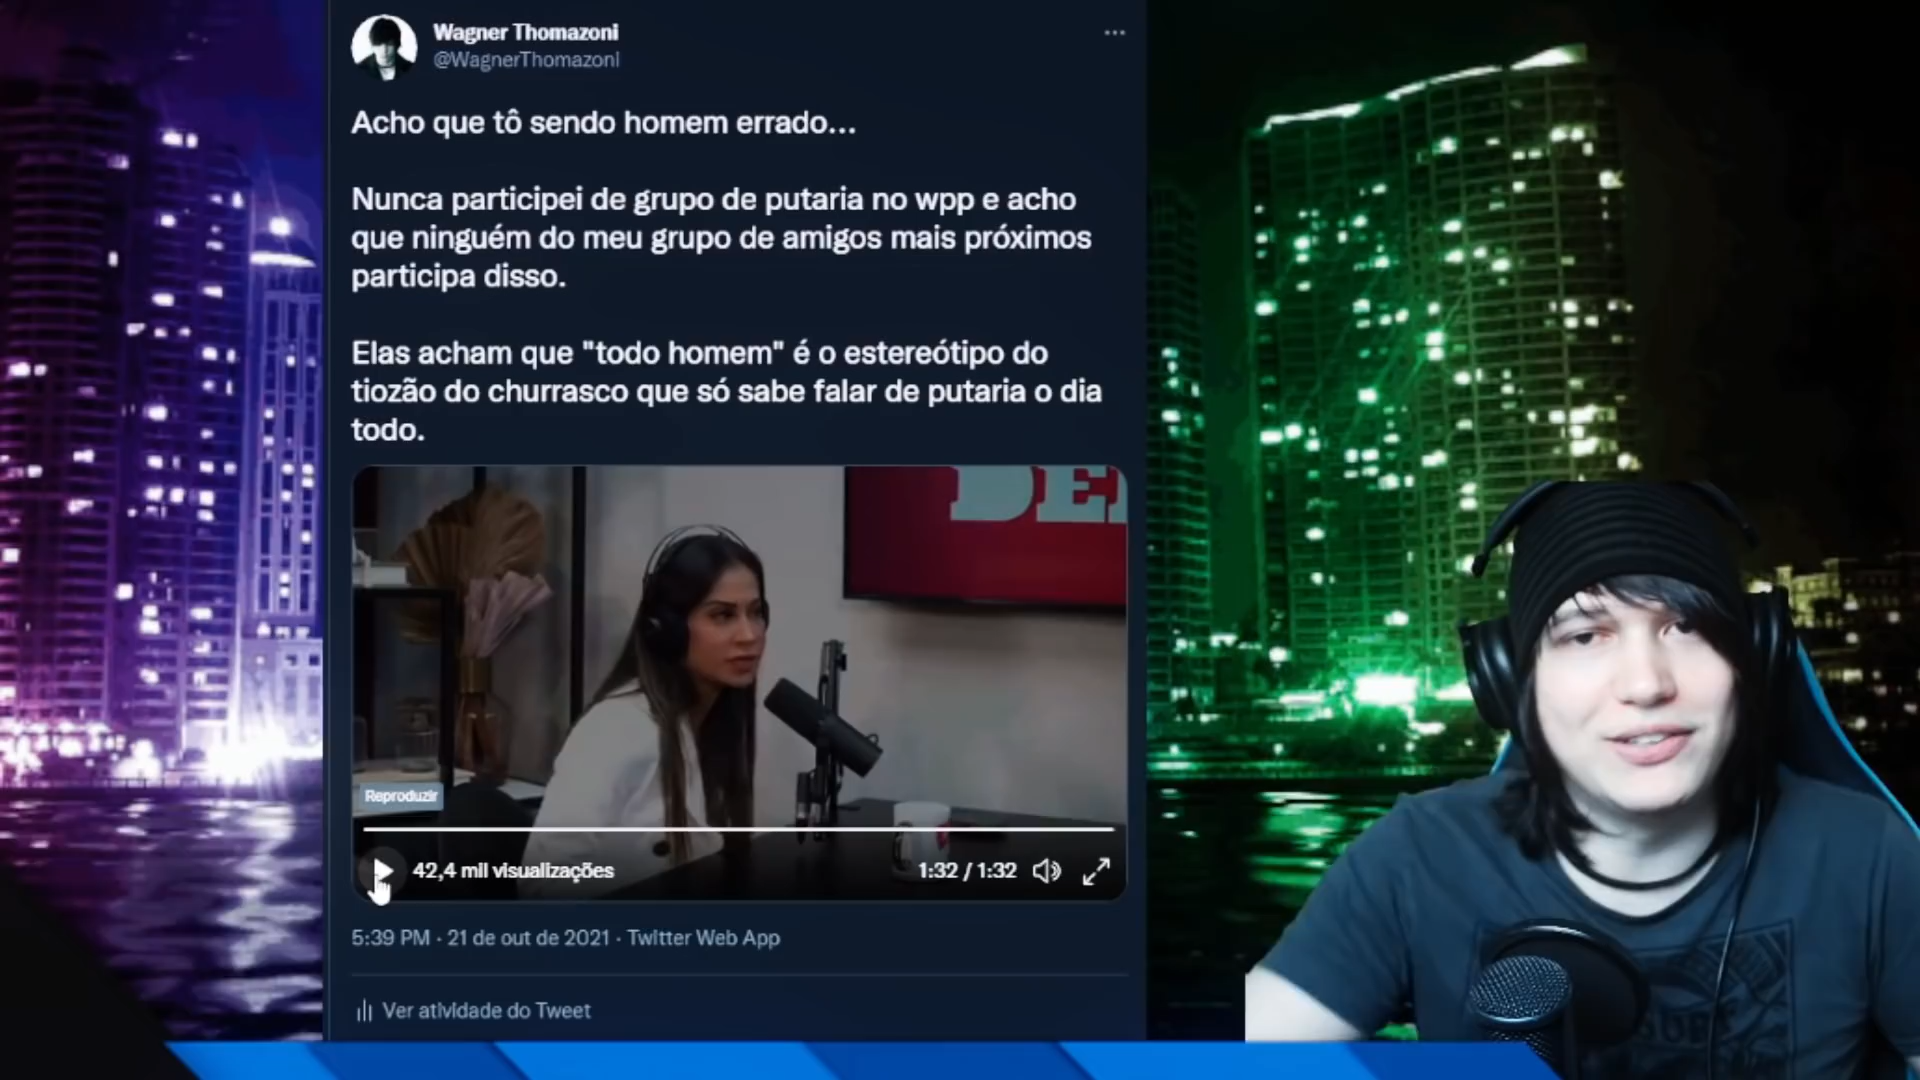 Wagner Thomazoni
@WagnerThomazoni
Acho que tô sendo homem errado...
Nunca participei de grupo de putaria no wpp e acho
que ninguém do meu grupo de amigos mais próximos
participa disso.
Elas acham que "todo homem" é o estereótipo do
tiozão do churrasco que só sabe falar de putaria o dia
todo.
DE
Reproduzir
42,4 mil visualizações
1:32 / 1:32
5:39 PM · 21 de out de 2021 · Twitter Web App
Ver atividade do Tweet